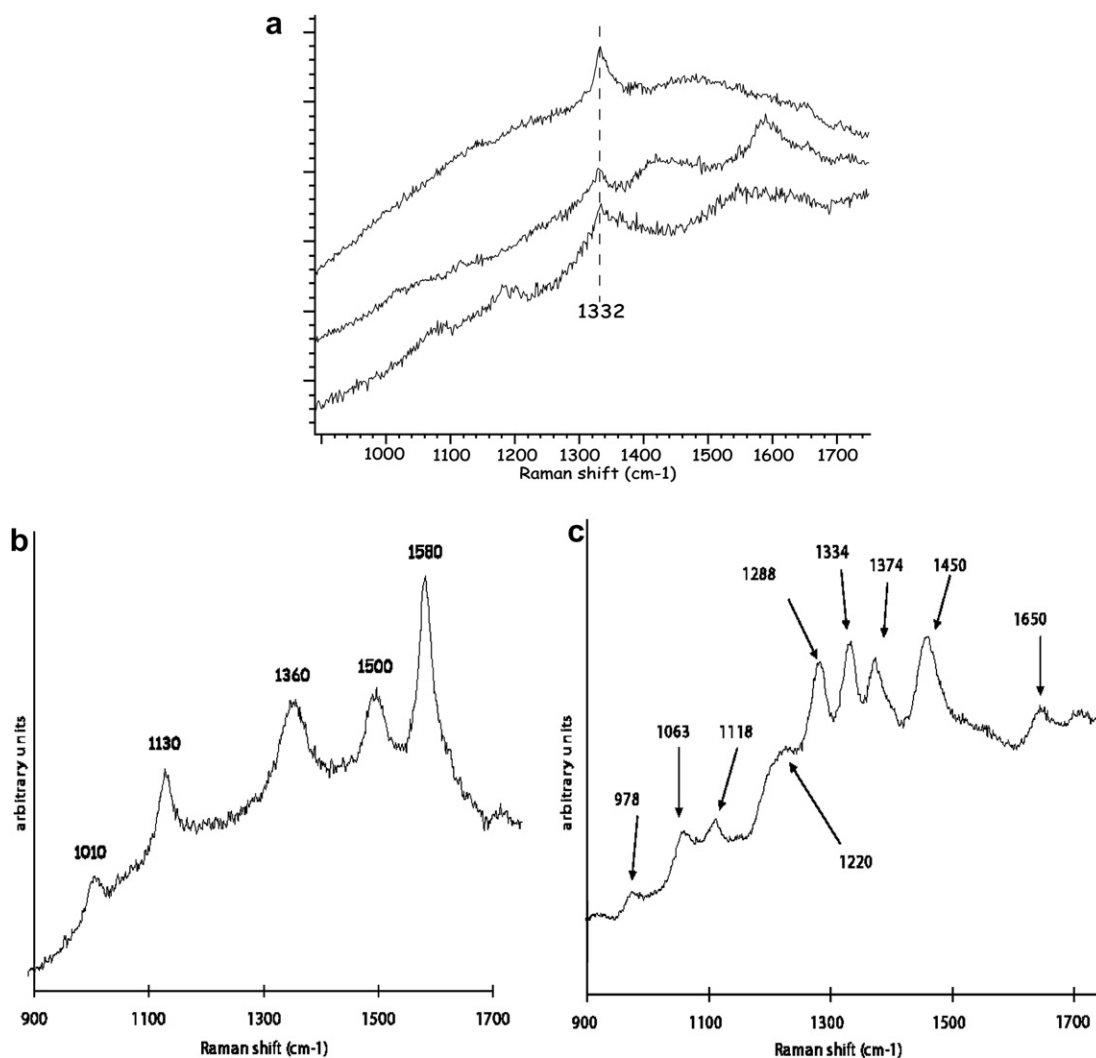 a
1332
1000 1100 1200 1300 1400 1500 1600 1700
Raman shift (cm-1)
b
1580
1360
1500
1130
1010
arbitrary units
900 1100 1300 1500 1700
Raman shift (cm-1)
c
1334
1374
1450
1288
1650
1063
1118
978
1220
arbitrary units
900 1100 1300 1500 1700
Raman shift (cm-1)